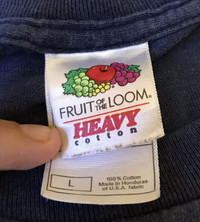 FRUIT OF THE LOOM®
HEAVY
cotton
L
100% Cotton
Made in Honduras
of U.S.A. fabric